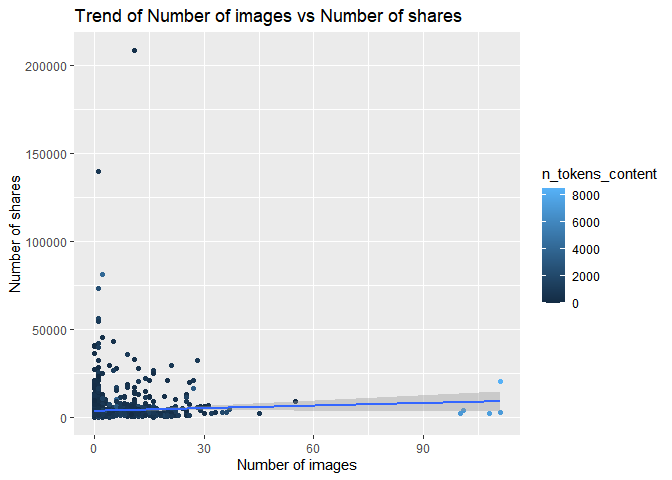 Trend of Number of images vs Number of shares
Number of shares
200000
150000
100000
50000
0
0 30 60 90
Number of images
n_tokens_content
8000
6000
4000
2000
0